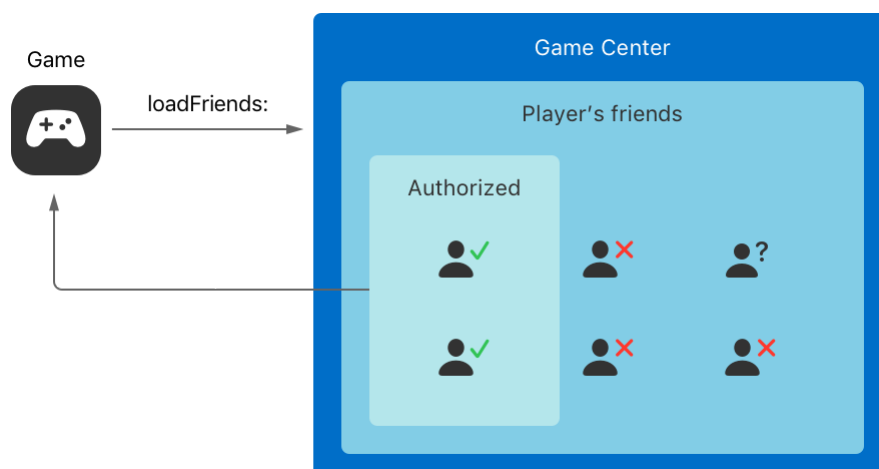 Game
loadFriends:
Game Center
Player’s friends
Authorized
?